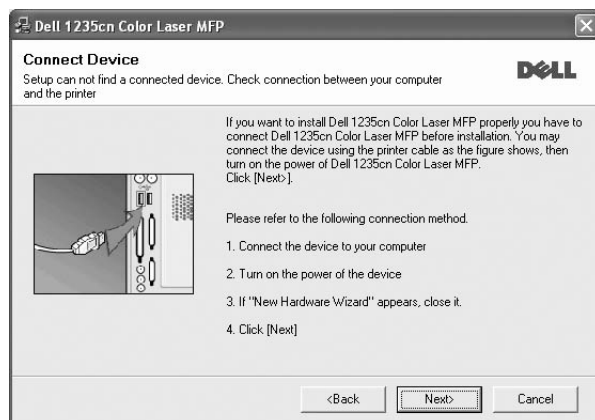 Dell 1235cn Color Laser MFP
Connect Device
Setup can not find a connected device. Check connection between your computer
and the printer
DELL
If you want to install Dell 1235cn Color Laser MFP properly you have to
connect Dell 1235cn Color Laser MFP before installation. You may
connect the device using the printer cable as the figure shows, then
turn on the power of Dell 1235cn Color Laser MFP.
Click [Next>].
Please refer to the following connection method.
1. Connect the device to your computer
2. Turn on the power of the device
3. If "New Hardware Wizard" appears, close it.
4. Click [Next]
<Back
Next>
Cancel